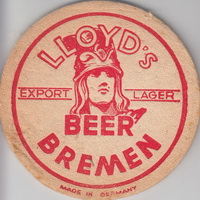 LLOYD's
EXPORT LAGER
BEER
BREMEN
MADE IN GERMANY